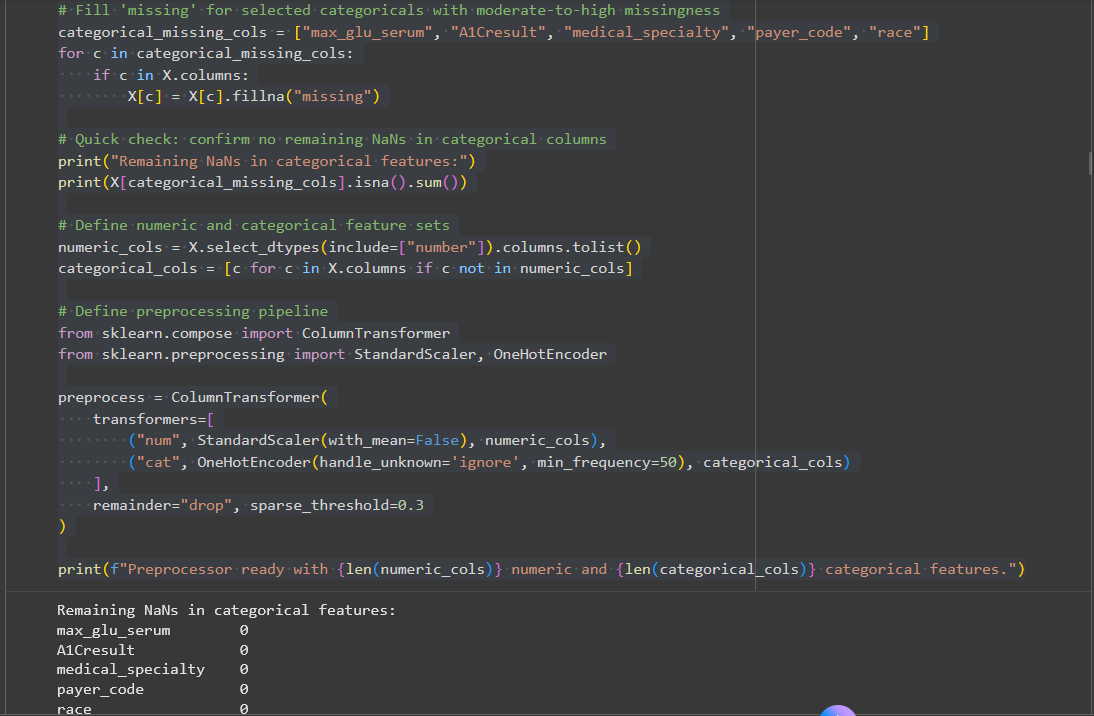 # Fill 'missing' for selected categoricals with moderate-to-high missingness
categorical_missing_cols = ["max_glu_serum", "A1Cresult", "medical_specialty", "payer_code", "race"]
for c in categorical_missing_cols:
    if c in X.columns:
        X[c] = X[c].fillna("missing")

# Quick check: confirm no remaining NaNs in categorical columns
print("Remaining NaNs in categorical features:")
print(X[categorical_missing_cols].isna().sum())

# Define numeric and categorical feature sets
numeric_cols = X.select_dtypes(include=["number"]).columns.tolist()
categorical_cols = [c for c in X.columns if c not in numeric_cols]

# Define preprocessing pipeline
from sklearn.compose import ColumnTransformer
from sklearn.preprocessing import StandardScaler, OneHotEncoder

preprocess = ColumnTransformer(
    transformers=[
        ("num", StandardScaler(with_mean=False), numeric_cols),
        ("cat", OneHotEncoder(handle_unknown='ignore', min_frequency=50), categorical_cols)
    ],
    remainder="drop", sparse_threshold=0.3
)

print(f"Preprocessor ready with {len(numeric_cols)} numeric and {len(categorical_cols)} categorical features.")
Remaining NaNs in categorical features:
max_glu_serum        0
A1Cresult            0
medical_specialty    0
payer_code           0
race                 0